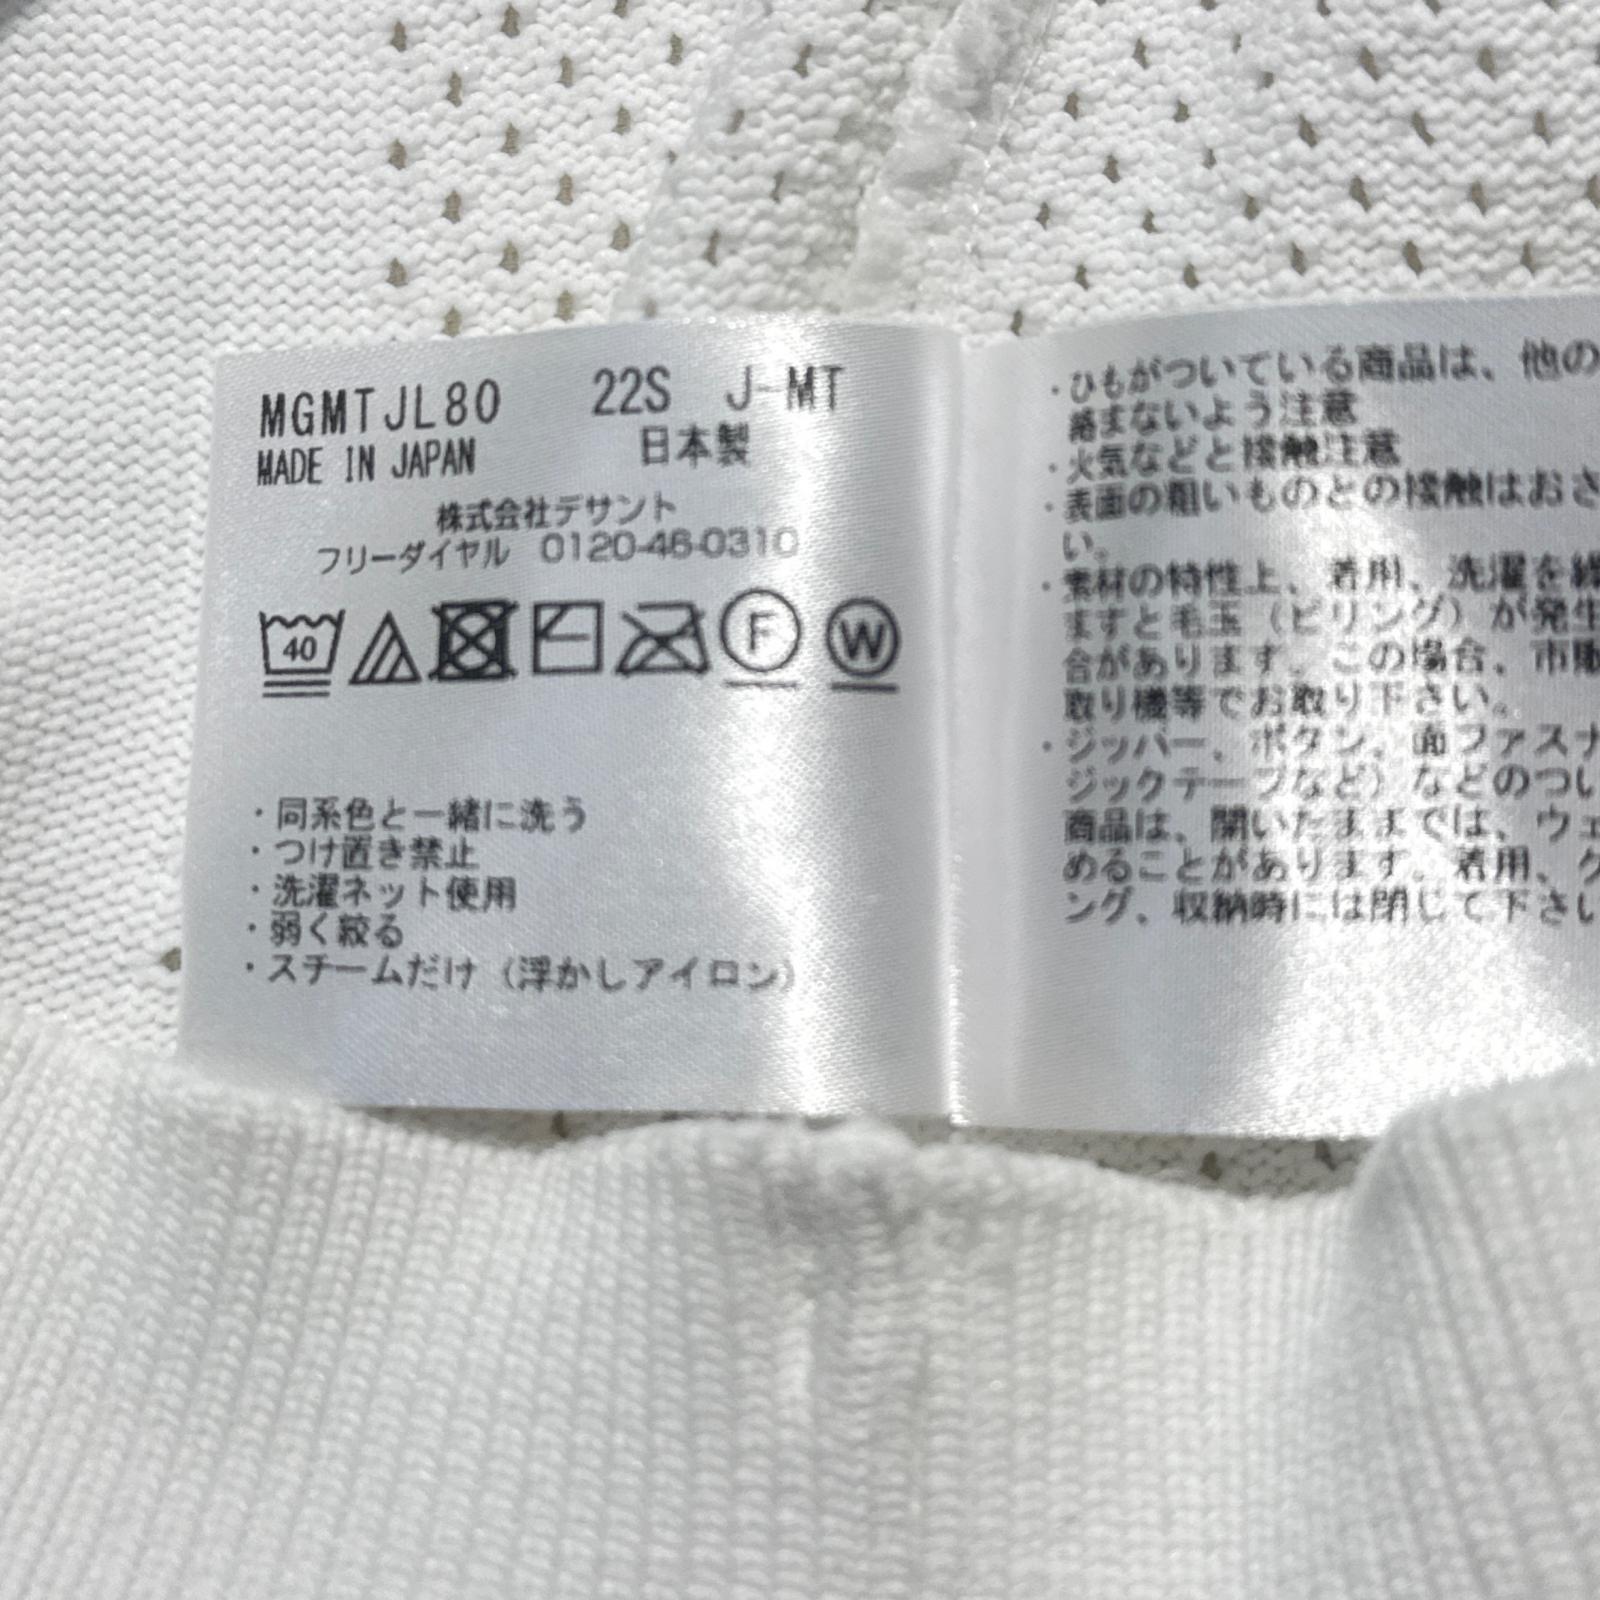 MGMTJL80 22S J-MT
MADE IN JAPAN 日本製
株式会社デサント
フリーダイヤル 0120-46-0310
40
F W
・同系色と一緒に洗う
・つけ置き禁止
・洗濯ネット使用
・弱く絞る
・スチームだけ（浮かしアイロン）
・ひもがついている商品は、他の
絡まないよう注意
・火気などと接触注意
・表面の粗いものとの接触はおさ
い。
・素材の特性上、着用、洗濯を繰
ますと毛玉（ピリング）が発生
合があります。この場合、市販
取り機等でお取り下さい。
・ジッパー、ボタン、面ファスナ
ジックテープなど）などのつい
商品は、開いたままでは、ウェ
めることがあります。着用、ク
ング、収納時には閉じて下さい